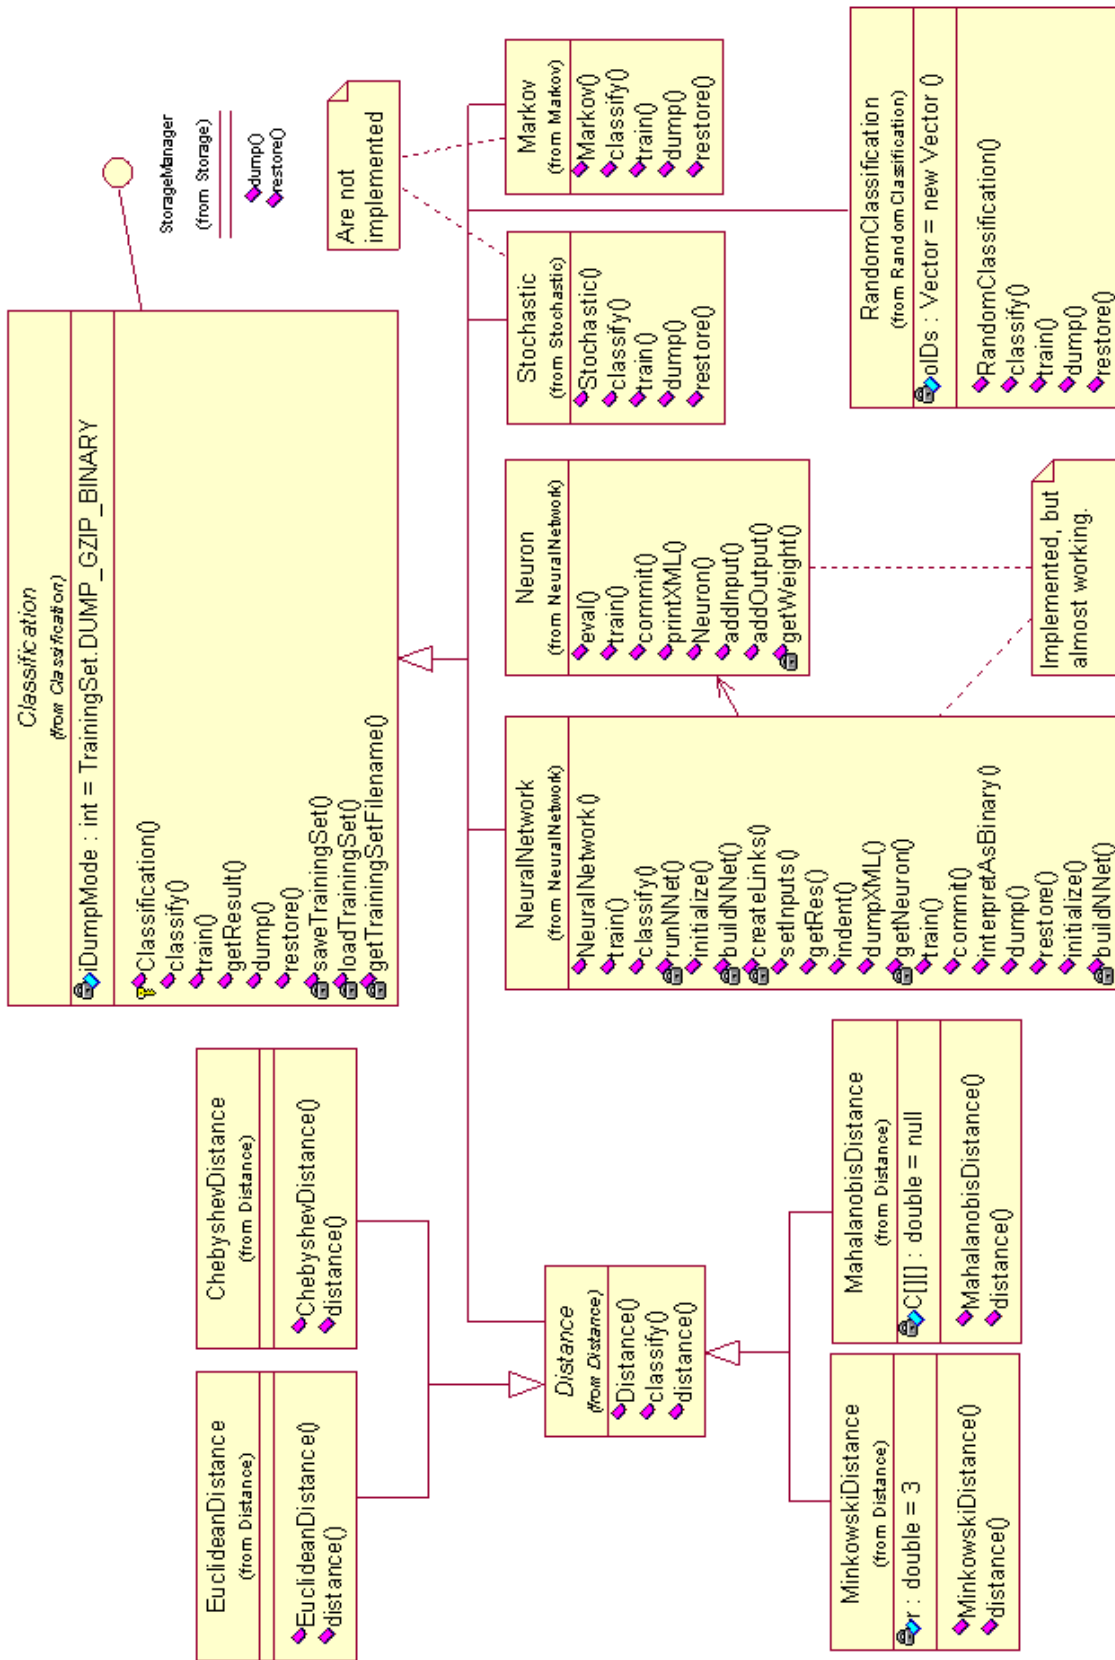 Classification
(from Classification)
iDumpMode : int = TrainingSet.DUMP_GZIP_BINARY
Classification()
classify()
train()
getResult()
dump()
restore()
saveTrainingSet()
loadTrainingSet()
getTrainingSetFilename()
StorageManager
(from Storage)
dump()
restore()
Are not
implemented
EuclideanDistance
(from Distance)
EuclideanDistance()
distance()
ChebyshevDistance
(from Distance)
ChebyshevDistance()
distance()
Distance
(from Distance)
Distance()
classify()
distance()
MinkowskiDistance
(from Distance)
r : double = 3
MinkowskiDistance()
distance()
MahalanobisDistance
(from Distance)
C[][] : double = null
MahalanobisDistance()
distance()
NeuralNetwork
(from NeuralNetwork)
NeuralNetwork()
train()
classify()
runNNet()
initialize()
buildNNet()
createLinks()
setInputs()
getRes()
indent()
dumpXML()
getNeuron()
train()
commit()
interpretAsBinary()
dump()
restore()
initialize()
buildNNet()
Neuron
(from NeuralNetwork)
eval()
train()
commit()
printXML()
Neuron()
addInput()
addOutput()
getWeight()
Implemented, but
almost working.
Stochastic
(from Stochastic)
Stochastic()
classify()
train()
dump()
restore()
Markov
(from Markov)
Markov()
classify()
train()
dump()
restore()
RandomClassification
(from RandomClassification)
oIDs : Vector = new Vector ()
RandomClassification()
classify()
train()
dump()
restore()